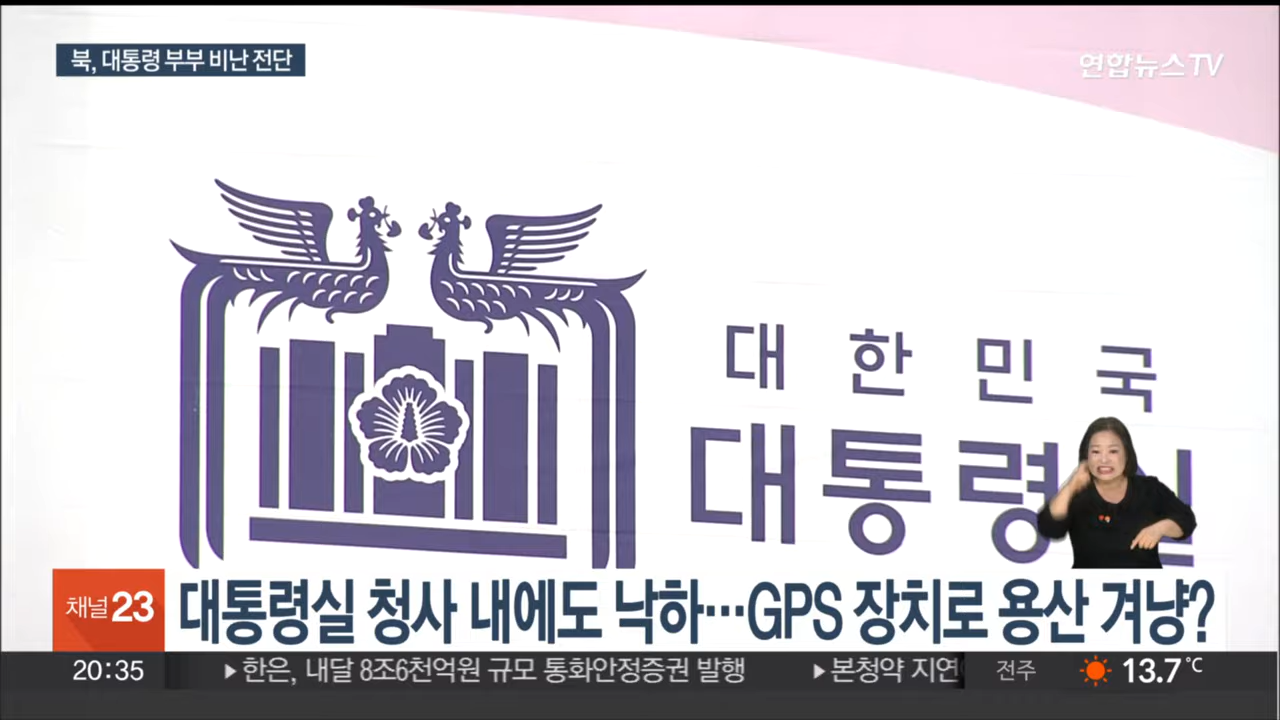 북, 대통령 부부 비난 전단
연합뉴스TV
대한민국
대통령실
채널23
대통령실 청사 내에도 낙하…GPS 장치로 용산 겨냥?
20:35
▶한은, 내달 8조6천억원 규모 통화안정증권 발행
▶본청약 지연
전주
13.7℃